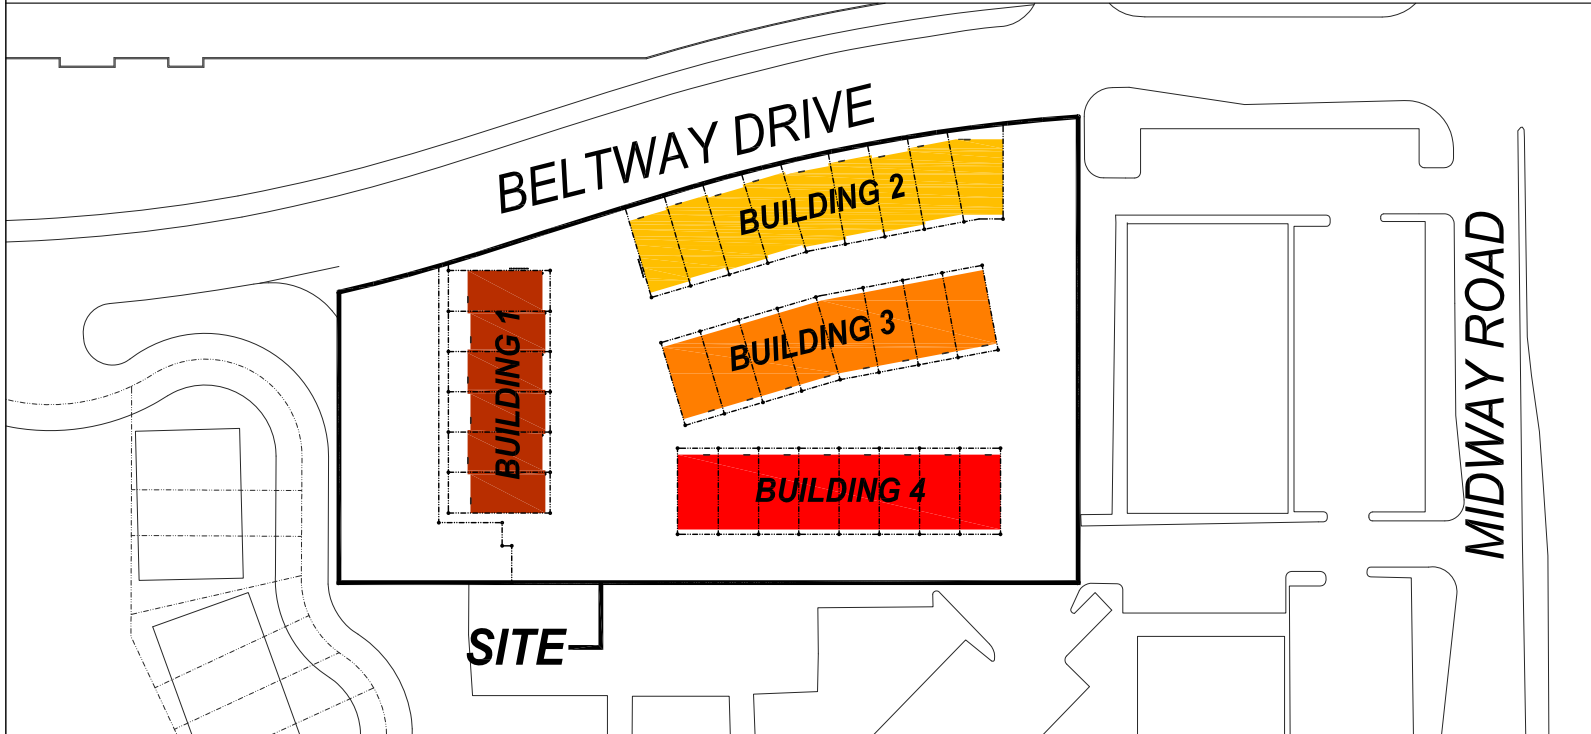 BELTWAY DRIVE
BUILDING 2
BUILDING 1
BUILDING 3
BUILDING 4
MIDWAY ROAD
SITE